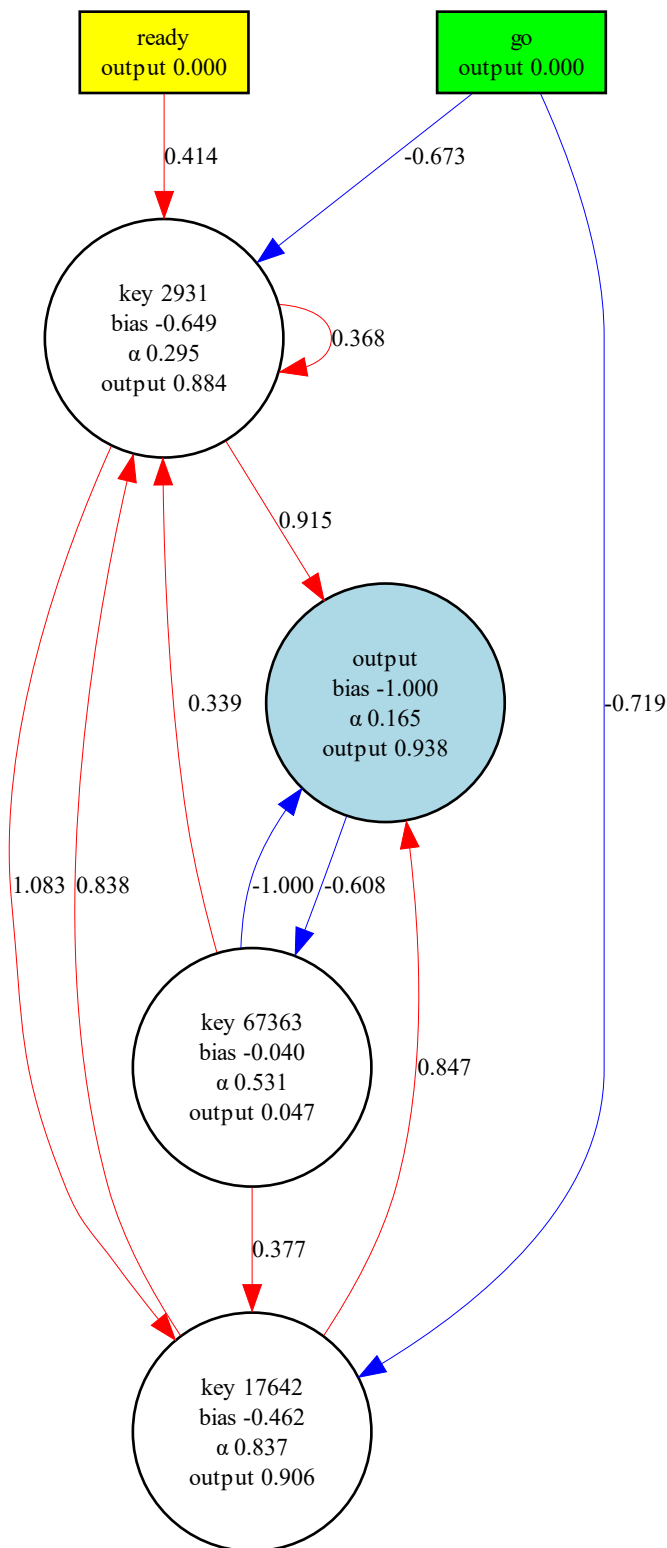 ready
output 0.000
go
output 0.000
0.414
-0.673
key 2931
bias -0.649
α 0.295
output 0.884
0.368
0.915
output
bias -1.000
α 0.165
output 0.938
0.339
-0.719
1.083
0.838
-1.000
-0.608
key 67363
bias -0.040
α 0.531
output 0.047
0.847
0.377
key 17642
bias -0.462
α 0.837
output 0.906